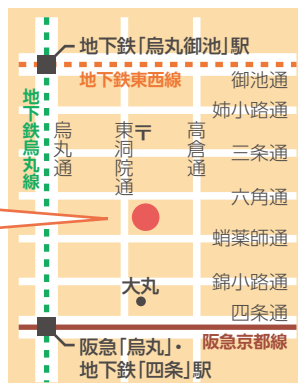 地下鉄「烏丸御池」駅
地下鉄東西線
御池通
姉小路通
地下鉄烏丸線
烏丸通
東洞院通
〒
高倉通
三条通
六角通
蛸薬師通
錦小路通
大丸
四条通
阪急京都線
阪急「烏丸」・
地下鉄「四条」駅